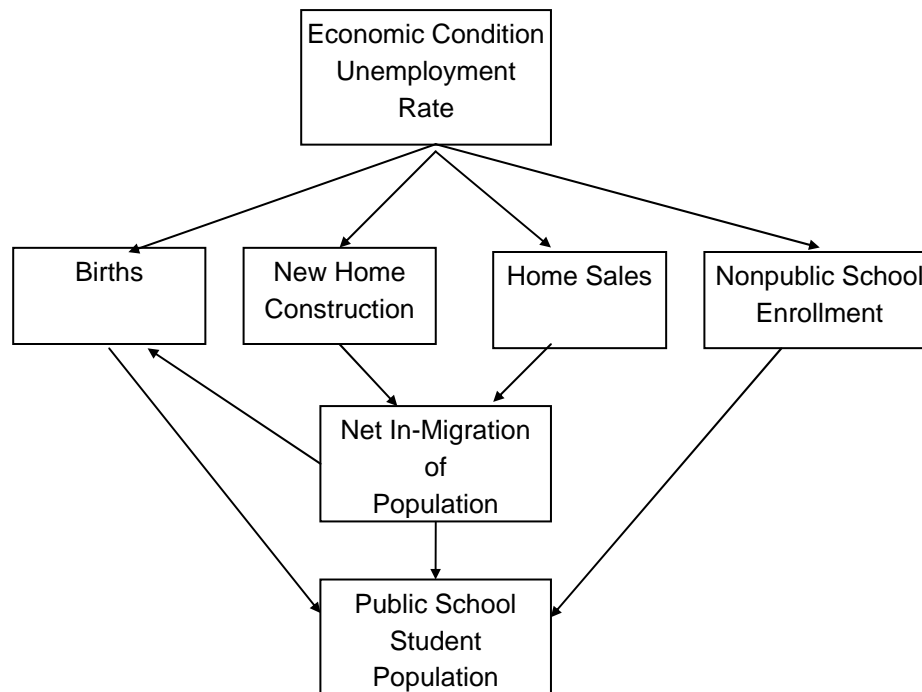 Economic Condition
Unemployment
Rate
Births
New Home
Construction
Home Sales
Nonpublic School
Enrollment
Net In-Migration
of
Population
Public School
Student
Population